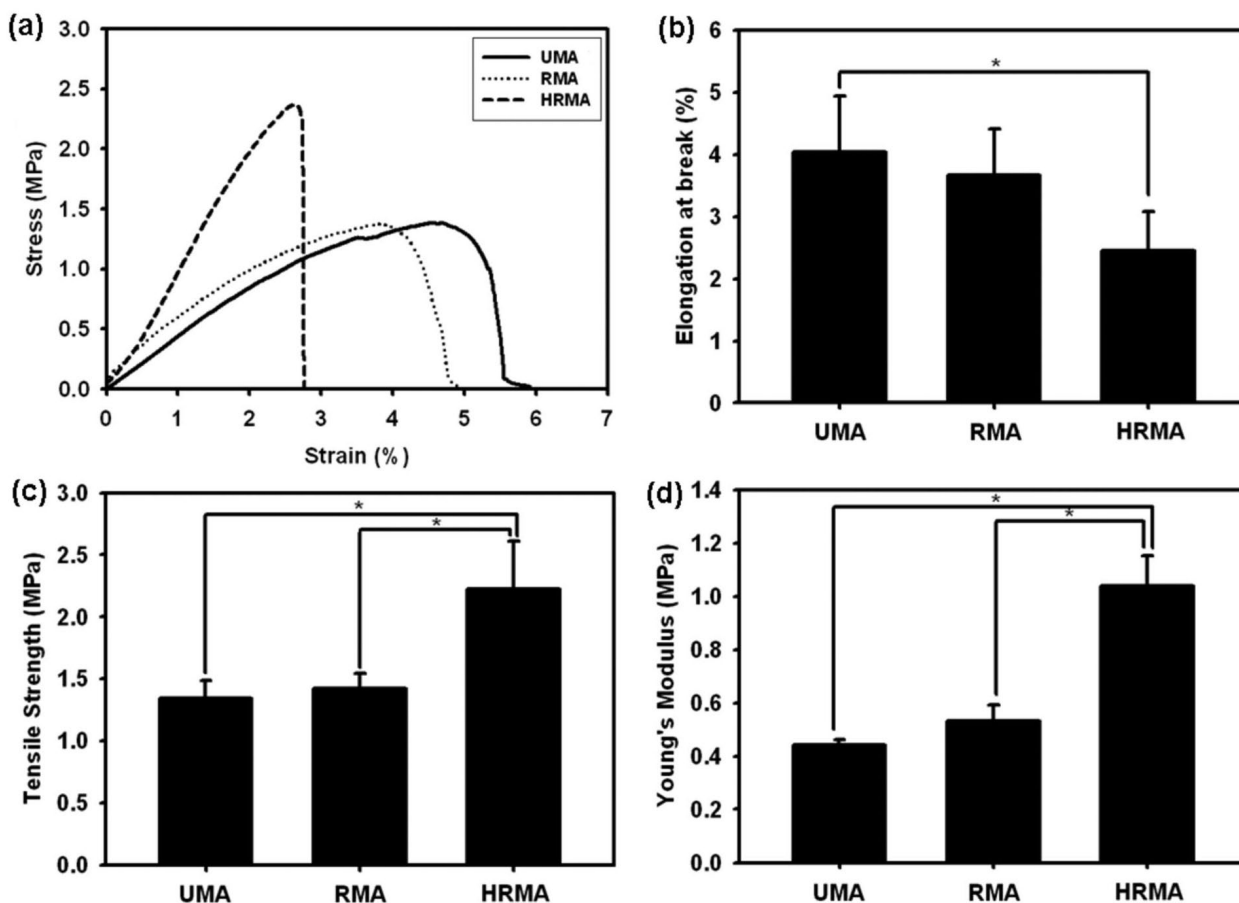 (a)
3.0
2.5
2.0
1.5
1.0
0.5
0.0
Stress (MPa)
UMA
RMA
HRMA
0 1 2 3 4 5 6 7
Strain (%)
(b)
6
5
4
3
2
1
0
Elongation at break (%)
*
UMA RMA HRMA
(c)
3.0
2.5
2.0
1.5
1.0
0.5
0.0
Tensile Strength (MPa)
*
*
UMA RMA HRMA
(d)
1.4
1.2
1.0
0.8
0.6
0.4
0.2
0.0
Young's Modulus (MPa)
*
*
UMA RMA HRMA